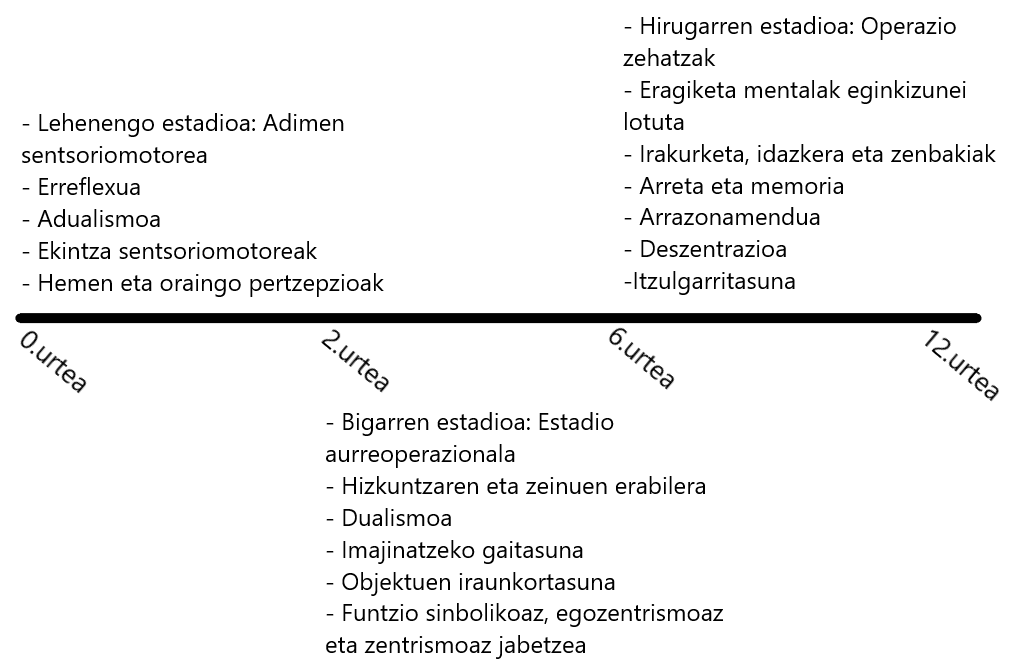 - Hirugarren estadioa: Operazio
zehatzak
- Eragiketa mentalak eginkizunei
lotuta
- Irakurketa, idazkera eta zenbakiak
- Arreta eta memoria
- Arrazonamendua
- Deszentrazioa
-Itzulgarritasuna
- Lehenengo estadioa: Adimen
sentsoriomotorea
- Erreflexua
- Adualismoa
- Ekintza sentsoriomotoreak
- Hemen eta oraingo pertzepzioak
0.urtea
2.urtea
6.urtea
12.urtea
- Bigarren estadioa: Estadio
aurreoperazionala
- Hizkuntzaren eta zeinuen erabilera
- Dualismoa
- Imajinatzeko gaitasuna
- Objektuen iraunkortasuna
- Funtzio sinbolikoaz, egozentrismoaz
eta zentrismoaz jabetzea